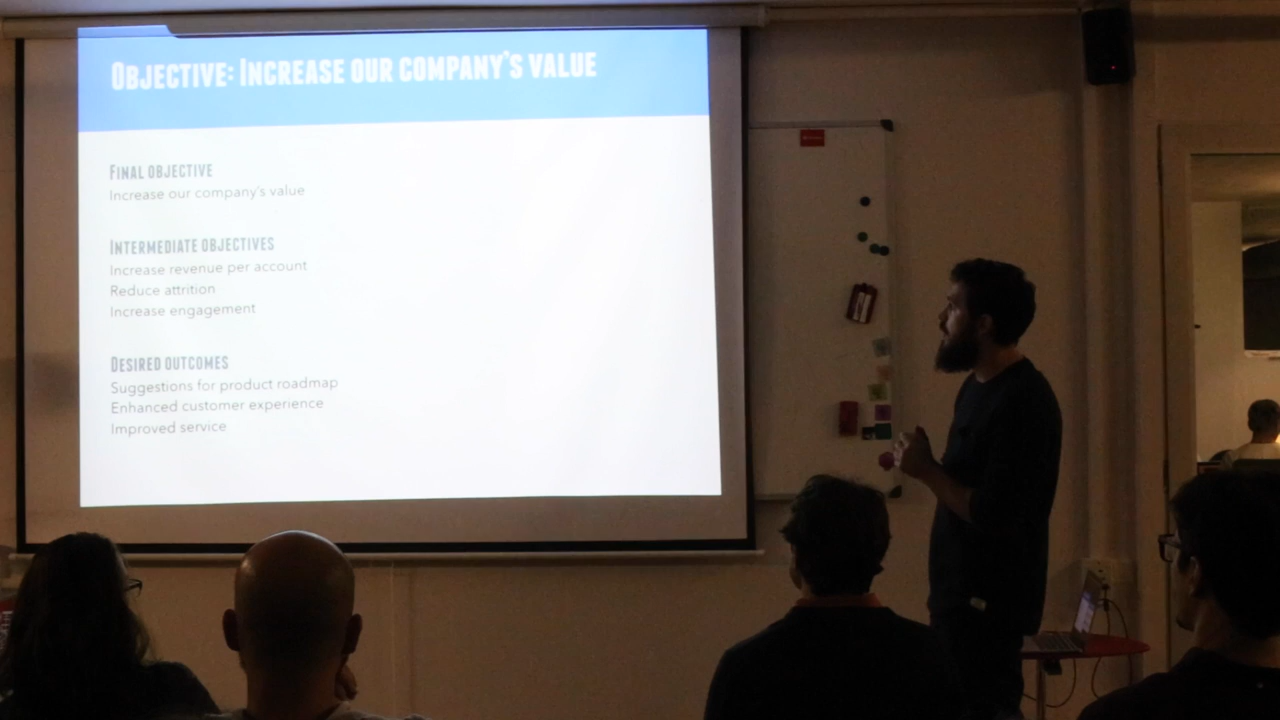 OBJECTIVE: INCREASE OUR COMPANY'S VALUE
FINAL OBJECTIVE
Increase our company's value
INTERMEDIATE OBJECTIVES
Increase revenue per account
Reduce attrition
Increase engagement
DESIRED OUTCOMES
Suggestions for product roadmap
Enhanced customer experience
Improved service